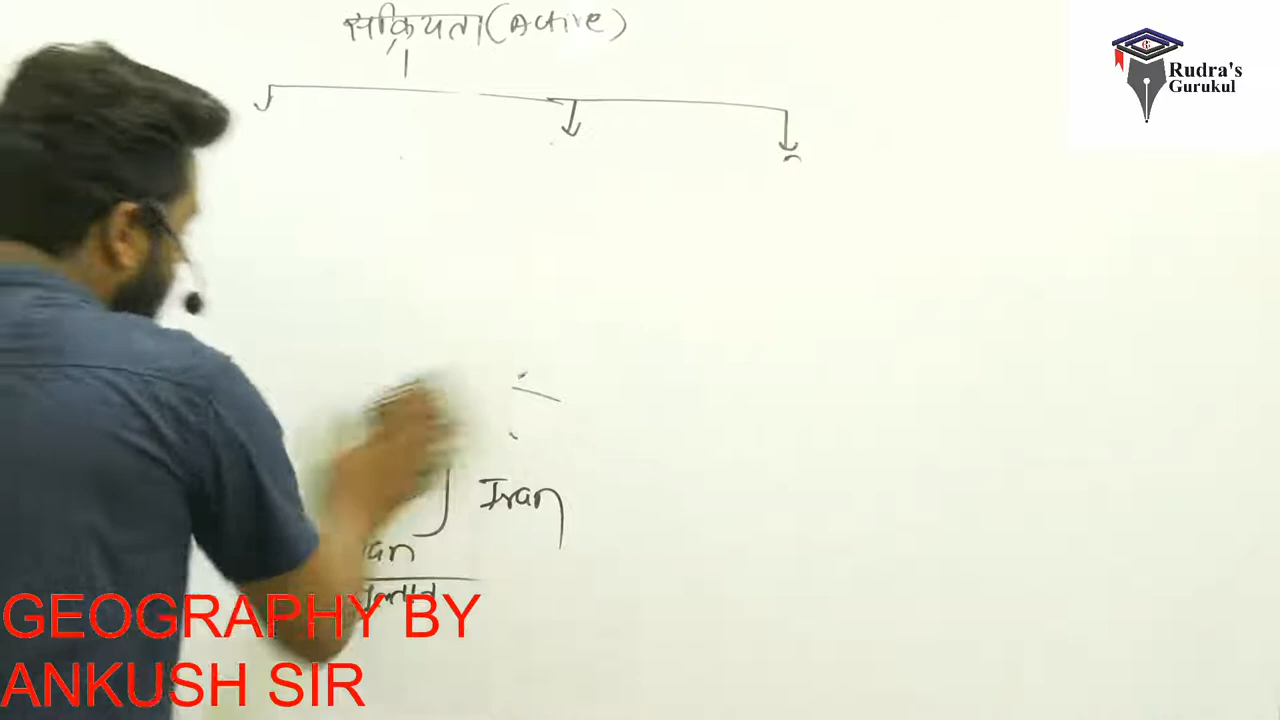 सक्रियता (Active)
Rudra's
Gurukul
Iran
GEOGRAPHY BY
ANKUSH SIR